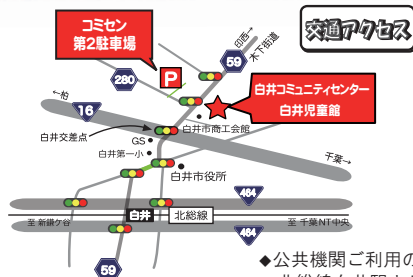 交通アクセス
コミセン
第2駐車場
P
280
59
印西→
木下街道
白井コミュニティセンター
白井児童館
←柏
16
白井市商工会館
白井交差点
GS
白井第一小
千葉→
白井市役所
464
至 新鎌ケ谷
白井
北総線
至 千葉NT中央
464
59
◆公共機関ご利用の